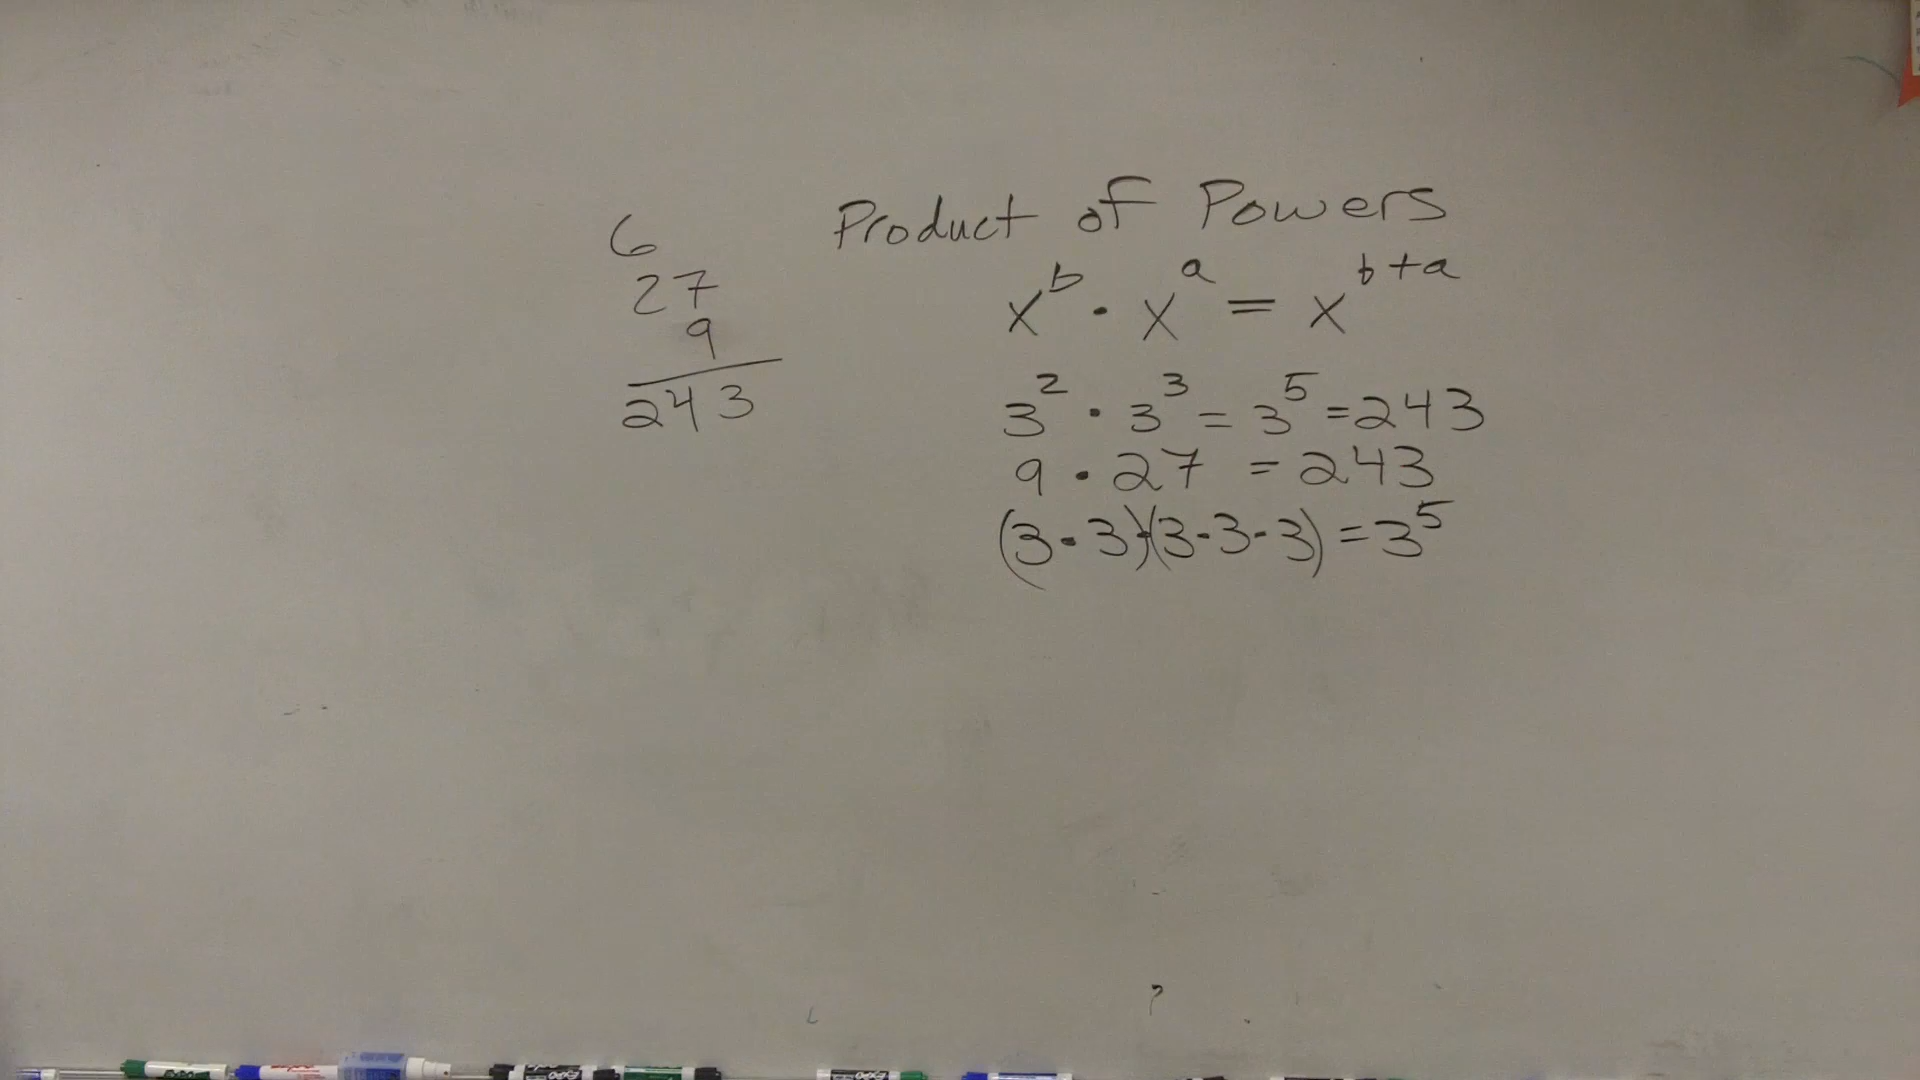 6
27
9
243
Product of Powers
x^b · x^a = x^{b+a}
3^2 · 3^3 = 3^5 = 243
9 · 27 = 243
(3 · 3) · (3 · 3 · 3) = 3^5
EXPO